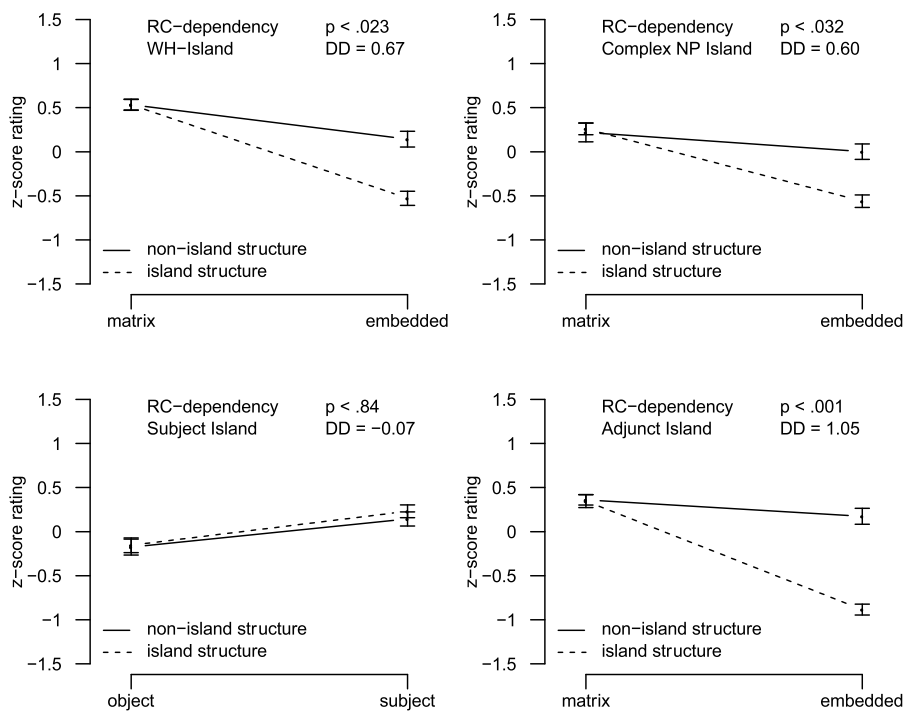 RC−dependency p < .023
WH−Island DD = 0.67
1.5
1
0.5
0
−0.5
−1
−1.5
z−score rating
non−island structure
island structure
matrix embedded
RC−dependency p < .032
Complex NP Island DD = 0.60
1.5
1
0.5
0
−0.5
−1
−1.5
z−score rating
non−island structure
island structure
matrix embedded
RC−dependency p < .84
Subject Island DD = −0.07
1.5
1
0.5
0
−0.5
−1
−1.5
z−score rating
non−island structure
island structure
object subject
RC−dependency p < .001
Adjunct Island DD = 1.05
1.5
1
0.5
0
−0.5
−1
−1.5
z−score rating
non−island structure
island structure
matrix embedded